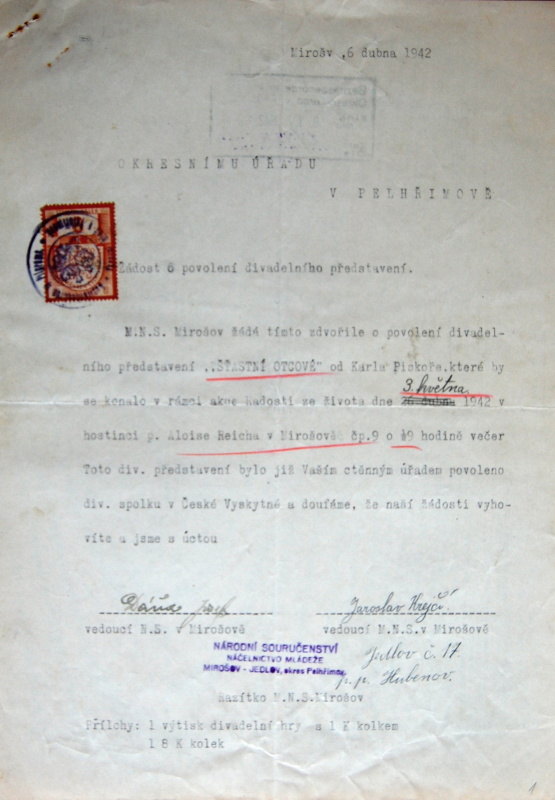 Mirošv ,6 dubna 1942
OKRESNÍMU ÚŘADU
V PELHŘIMOVĚ
Žádost o povolení divadelního představení.
M.N.S. Mirošov žádá tímto zdvořile o povolení divadel-
ního představení ,,ŠŤASTNÍ OTCOVÉ" od Karla Piskoře,které by
3. května
se konalo v rámci akce Radosti ze života dne 26 dubna 1942 v
hostinci p. Aloise Reicha v Mirošově čp.9 o 19 hodině večer
Toto div. představení bylo již Vaším ctěnným úřadem povoleno
div. spolku v České Vyskytné a doufáme, že naší žádosti vyho-
víte a jsme s úctou
Jaroslav Krejčí
vedoucí N.S. v Mirošově vedoucí M.N.S.v Mirošově
NÁRODNÍ SOURUČENSTVÍ
NÁČELNICTVO MLÁDEŽE
MIROŠOV - JEDLOV, okres Pelhřimov.
Jedlov č. 17.
p.p. Hubenov.
Razítko M.N.S.Mirošov
Přílohy: 1 výtisk divadelní hry s 1 K kolkem
1 8 K kolek
1